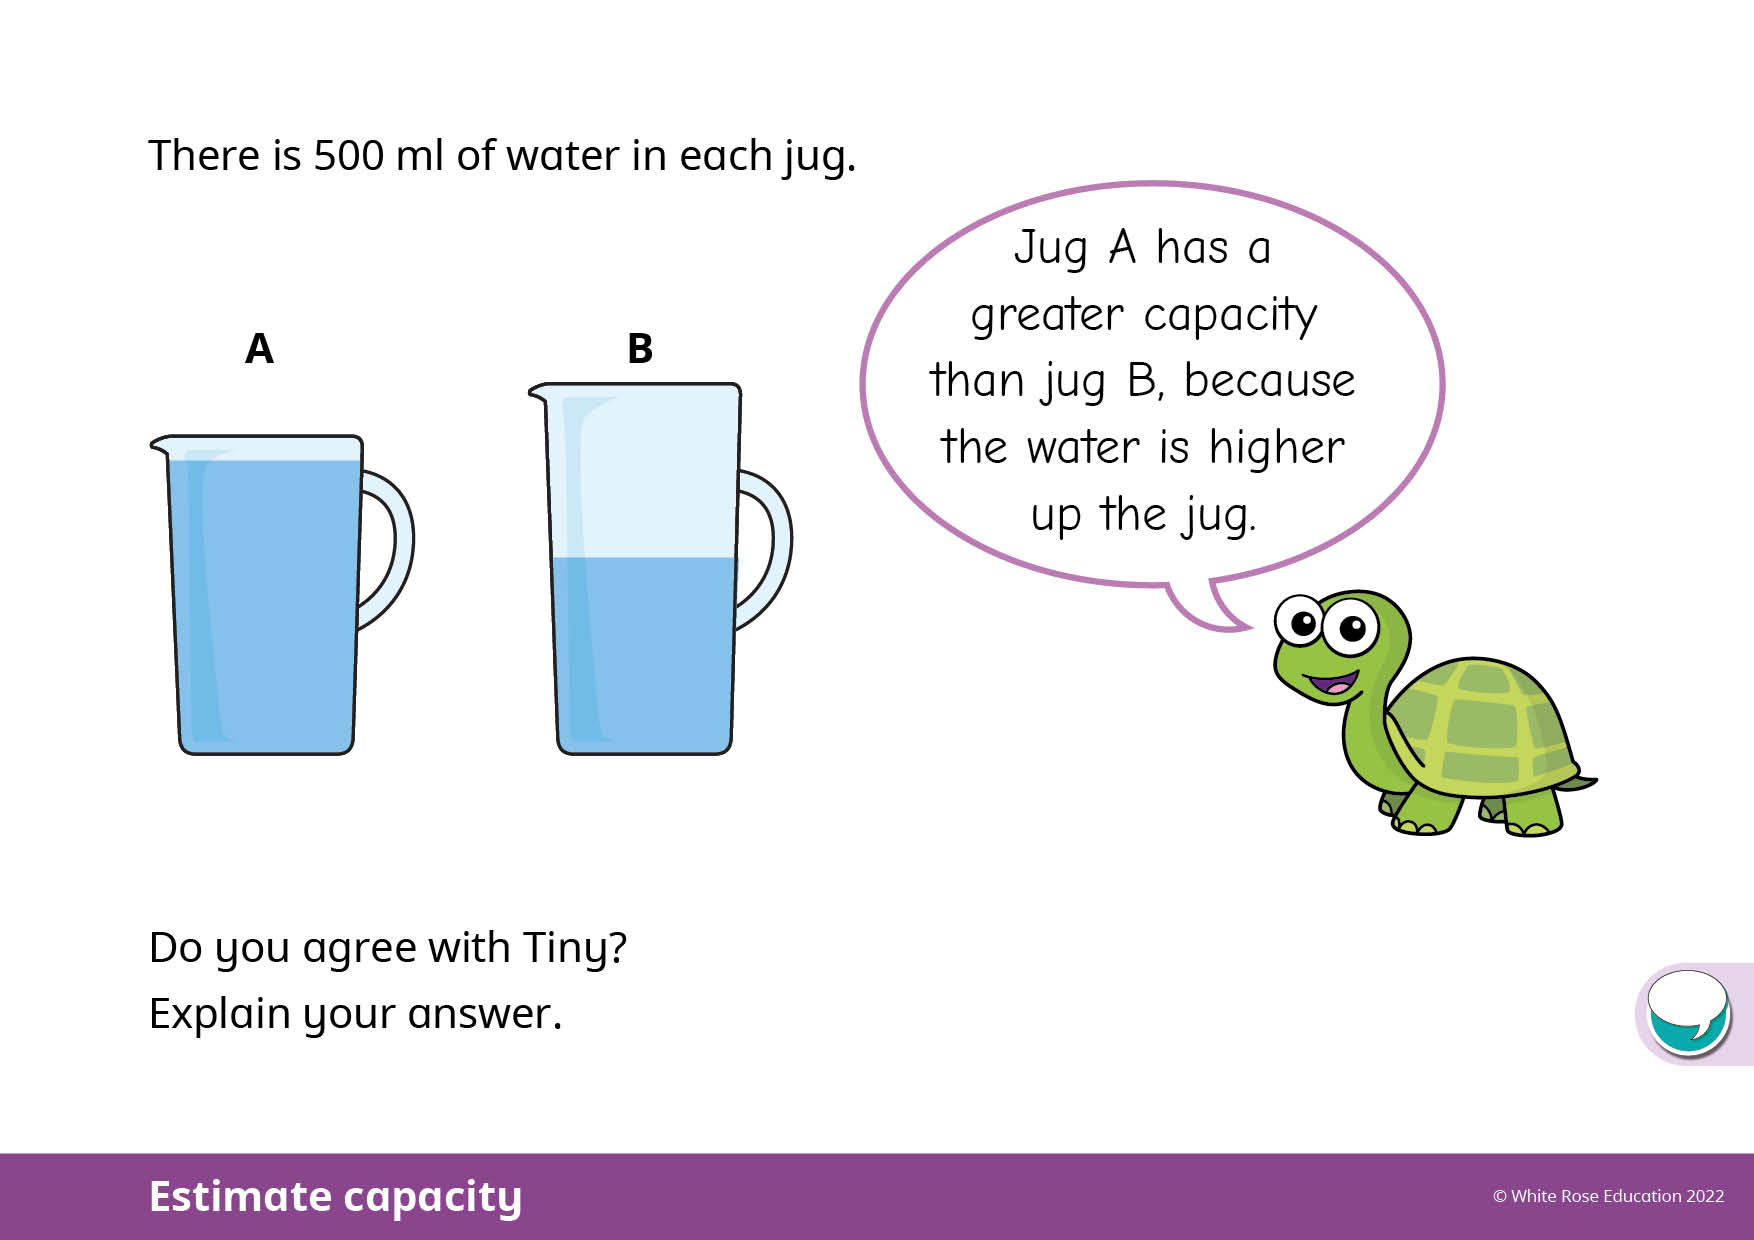 There is 500 ml of water in each jug.
A
B
Jug A has a
greater capacity
than jug B, because
the water is higher
up the jug.
Do you agree with Tiny?
Explain your answer.
Estimate capacity
© White Rose Education 2022